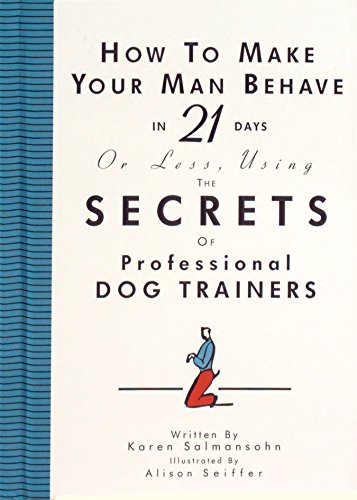 HOW TO MAKE
YOUR MAN BEHAVE
IN 21 DAYS
Or Less, Using
THE
SECRETS
OF
Professional
DOG TRAINERS
Written By
Karen Salmansohn
Illustrated By
Alison Seiffer